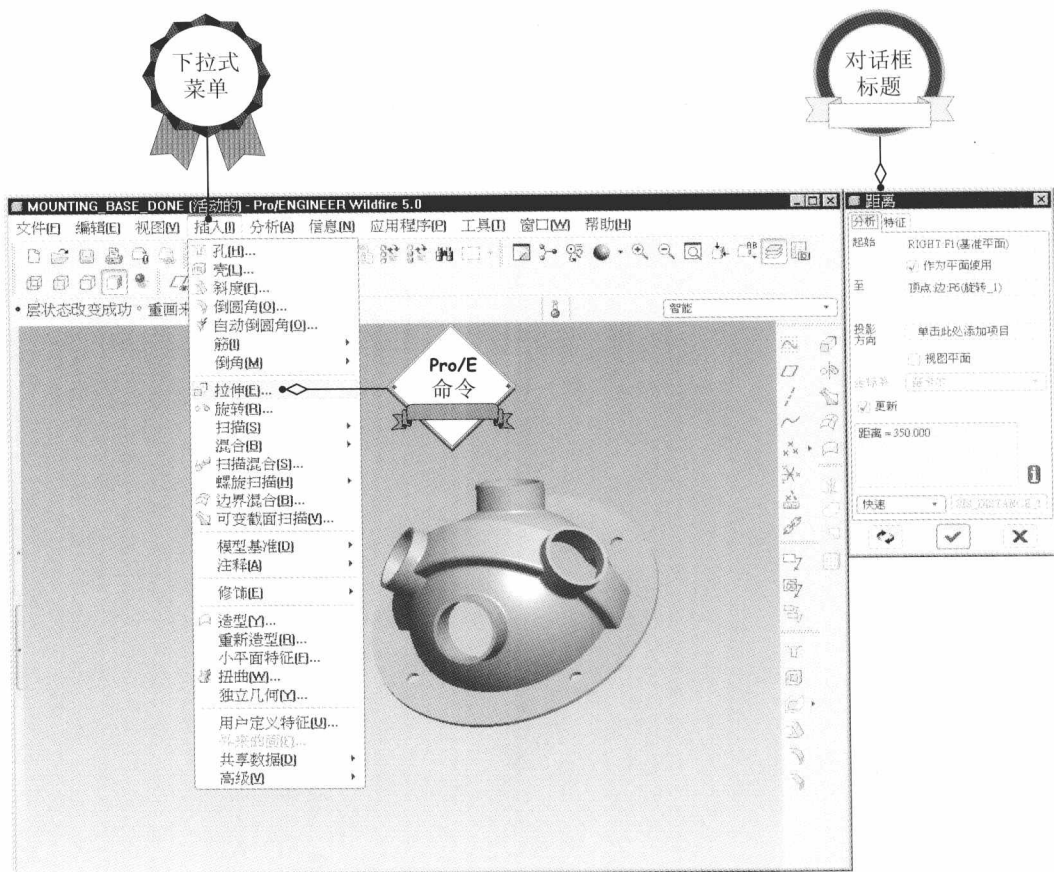 下拉式
菜单
对话框
标题
MOUNTING_BASE_DONE (活动的) - Pro/ENGINEER Wildfire 5.0
文件(F) 编辑(E) 视图(V) 插入(I) 分析(A) 信息(N) 应用程序(P) 工具(T) 窗口(W) 帮助(H)
•层状态改变成功。重画来
智能
孔(H)...
壳(L)...
斜度(F)...
倒圆角(O)...
自动倒圆角(O)...
筋(I)
倒角(M)
拉伸(E)...
旋转(R)...
扫描(S)
混合(B)
扫描混合(S)...
螺旋扫描(H)
边界混合(B)...
可变截面扫描(V)...
模型基准(D)
注释(A)
修饰(E)
造型(Y)...
重新造型(R)...
小平面特征(F)...
扭曲(W)...
独立几何(Y)...
用户定义特征(U)...
共享数据(D)
高级(V)
Pro/E
命令
距离
分析 特征
起始 RIGHT:F1(基准平面)
作为平面使用
至 顶点:边:F6(旋转_1)
投影
方向 单击此处添加项目
视图平面
更新
距离 = 350.000
快速